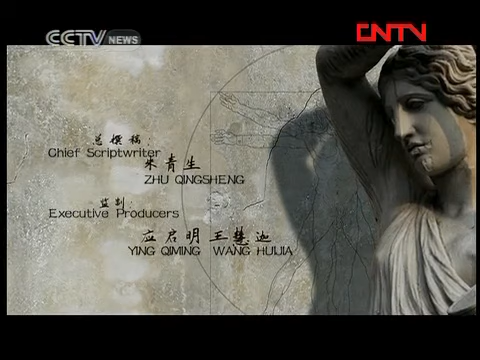 CCTV NEWS
CNTV
总撰稿:
Chief Scriptwriter
朱青生
ZHU QINGSHENG
监制:
Executive Producers
应启明 王慧迦
YING QIMING WANG HUIJIA